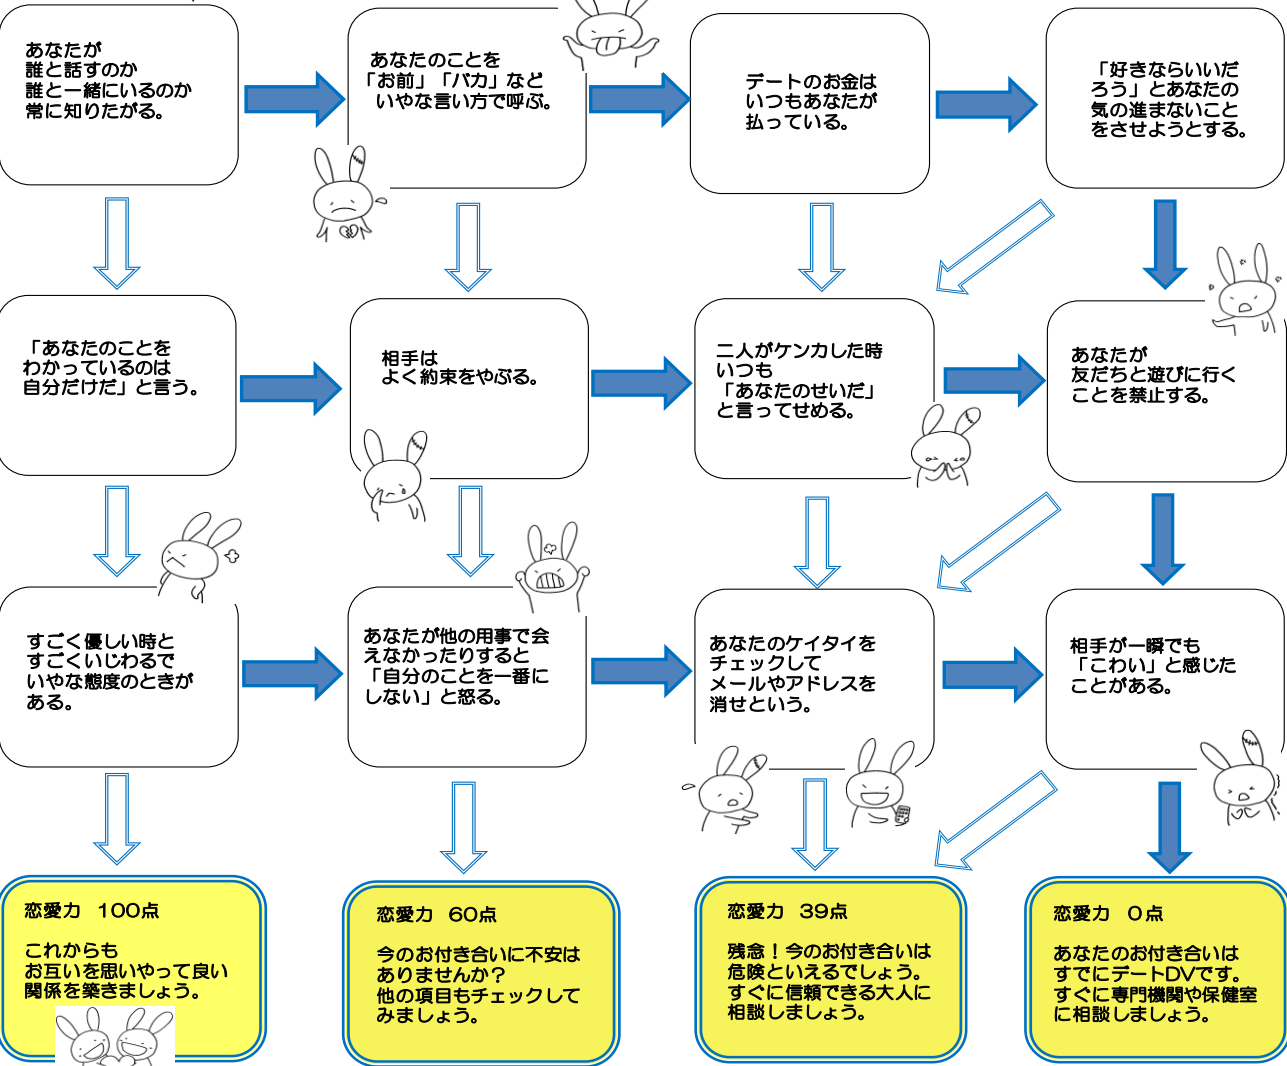 あなたが
誰と話すのか
誰と一緒にいるのか
常に知りたがる。
あなたのことを
「お前」「バカ」など
いやな言い方で呼ぶ。
デートのお金は
いつもあなたが
払っている。
「好きならいいだ
ろう」とあなたの
気の進まないこと
をさせようとする。
「あなたのことを
わかっているのは
自分だけだ」と言う。
相手は
よく約束をやぶる。
二人がケンカした時
いつも
「あなたのせいだ」
と言ってせめる。
あなたが
友だちと遊びに行く
ことを禁止する。
すごく優しい時と
すごくいじわるで
いやな態度のときが
ある。
あなたが他の用事で会
えなかったりすると
「自分のことを一番に
しない」と怒る。
あなたのケイタイを
チェックして
メールやアドレスを
消せという。
相手が一瞬でも
「こわい」と感じた
ことがある。
恋愛力 100点
これからも
お互いを思いやって良い
関係を築きましょう。
恋愛力 60点
今のお付き合いに不安は
ありませんか？
他の項目もチェックして
みましょう。
恋愛力 39点
残念！今のお付き合いは
危険といえるでしょう。
すぐに信頼できる大人に
相談しましょう。
恋愛力 0点
あなたのお付き合いは
すでにデートDVです。
すぐに専門機関や保健室
に相談しましょう。